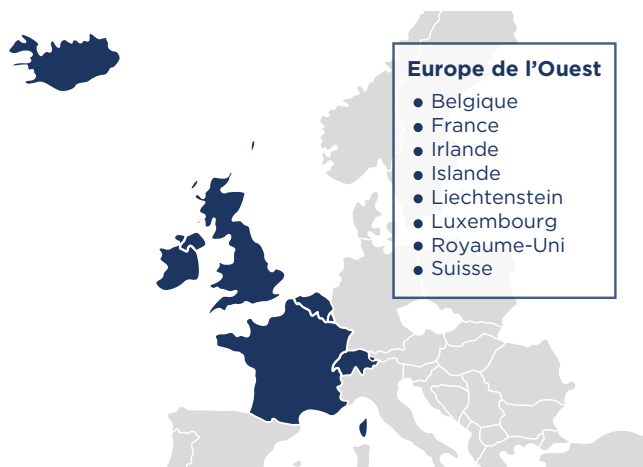 Europe de l’Ouest
• Belgique
• France
• Irlande
• Islande
• Liechtenstein
• Luxembourg
• Royaume-Uni
• Suisse